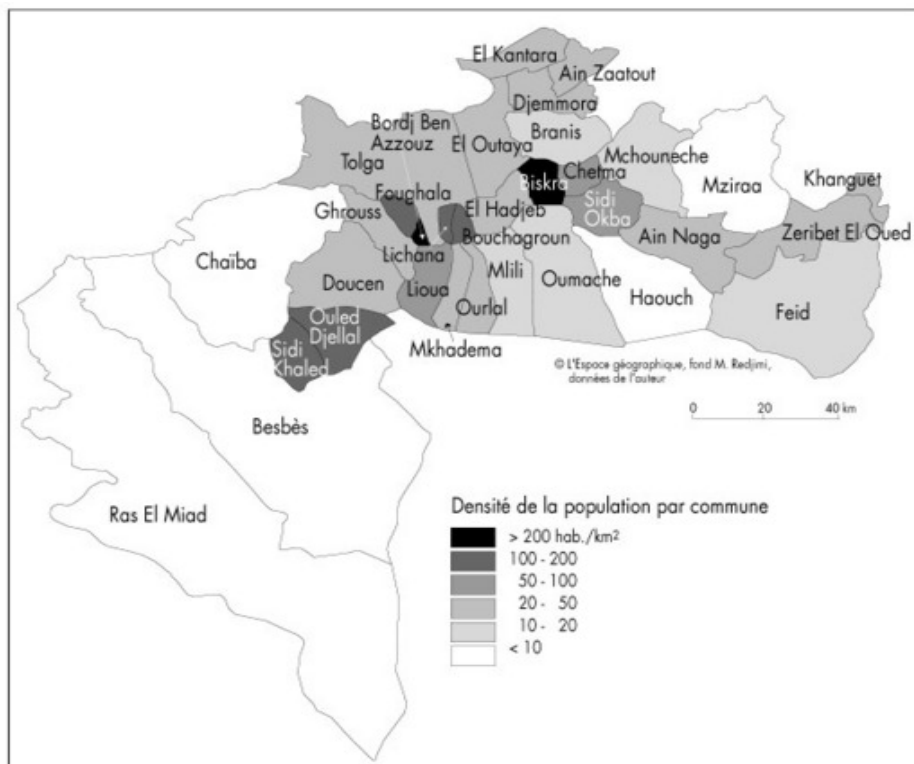 El Kantara
Ain Zaatout
Djemmora
Bordj Ben
Azzouz
El Outaya
Branis
Tolga
Mchouneche
Biskra
Chetma
Mziraa
Khanguet
Foughala
Sidi
Okba
Ghrouss
El Hadjeb
Zeribet El Oued
Bouchagroun
Ain Naga
Lichana
Chaïba
Mlili
Oumache
Doucen
Lioua
Haouch
Feid
Ourlal
Ouled
Djellal
Sidi
Khaled
Mkhadema
© L'Espace géographique, fond M. Redjimi,
données de l'auteur
0 20 40 km
Besbès
Ras El Miad
Densité de la population par commune
> 200 hab./km²
100 - 200
50 - 100
20 - 50
10 - 20
< 10